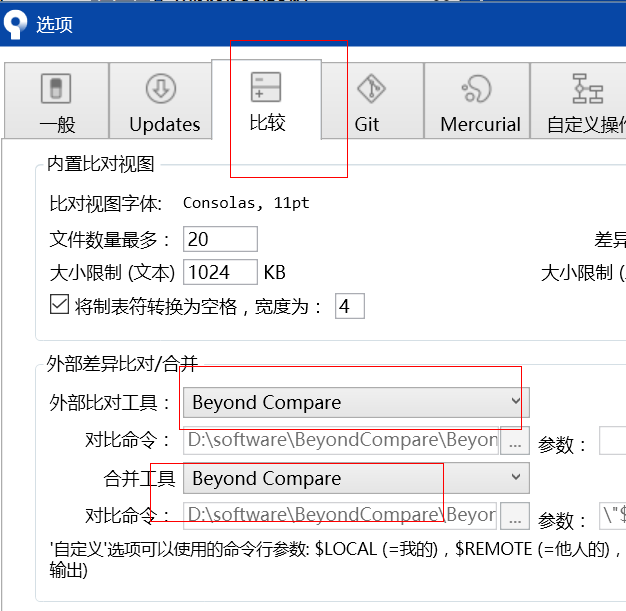 选项
一般 Updates 比较 Git Mercurial 自定义操作
内置比对视图
比对视图字体: Consolas, 11pt
文件数量最多： 20 差异
大小限制 (文本) 1024 KB 大小限制 (
将制表符转换为空格，宽度为： 4
外部差异比对/合并
外部比对工具： Beyond Compare
对比命令： D:\software\BeyondCompare\Beyon ... 参数：
合并工具 Beyond Compare
对比命令： D:\software\BeyondCompare\Beyor ... 参数： \"$
'自定义'选项可以使用的命令行参数: $LOCAL (=我的)，$REMOTE (=他人的)，
输出)